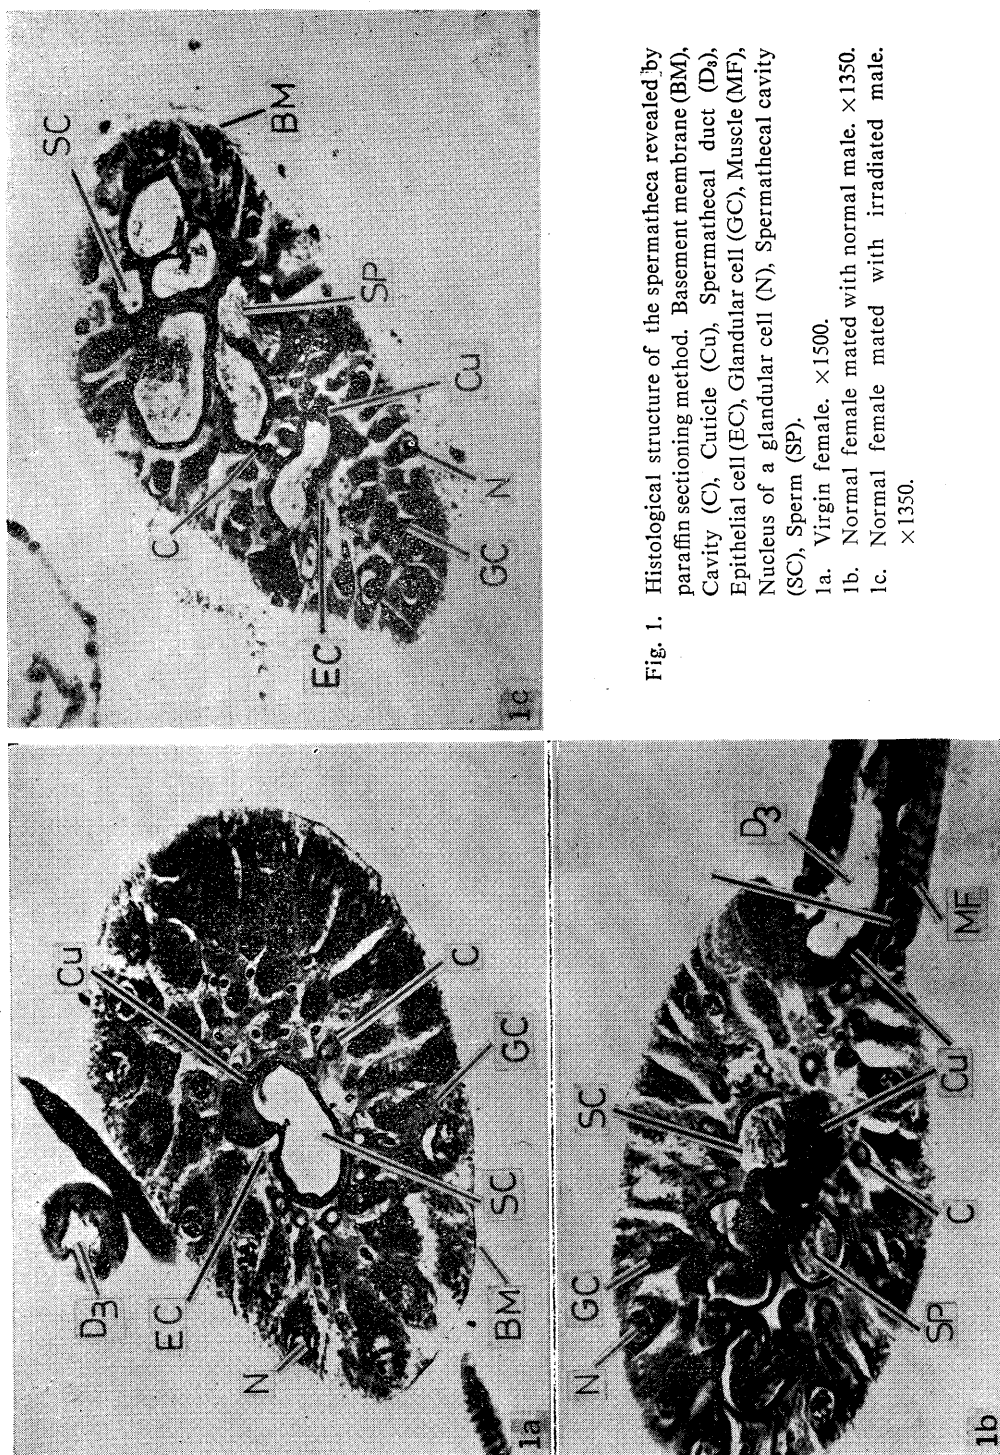 SC
BM
SP
Cu
C
N
GC
EC
1c
Fig. 1. Histological structure of the spermatheca revealed by
paraffin sectioning method. Basement membrane (BM),
Cavity (C), Cuticle (Cu), Spermathecal duct (D₃),
Epithelial cell (EC), Glandular cell (GC), Muscle (MF),
Nucleus of a glandular cell (N), Spermathecal cavity
(SC), Sperm (SP).
1a. Virgin female. ×1500.
1b. Normal female mated with normal male. ×1350.
1c. Normal female mated with irradiated male.
×1350.
Cu
C
GC
SC
BM
D3
EC
N
1a
D3
MF
Cu
SC
C
GC
SP
N
1b